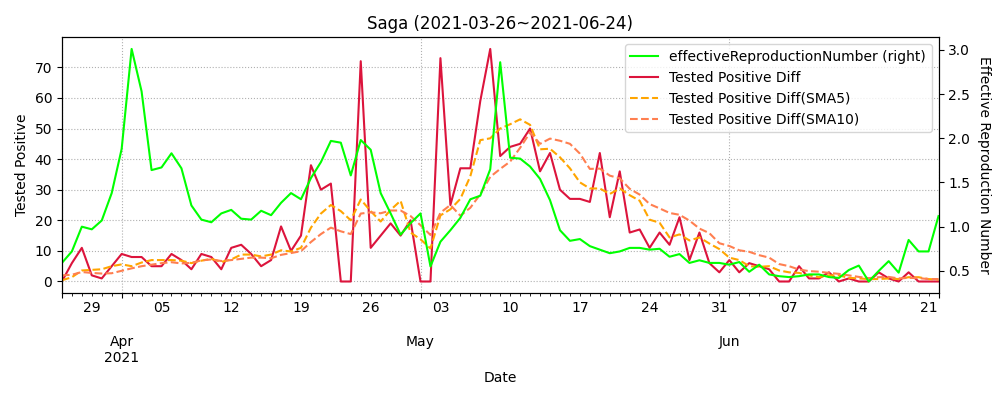 Saga (2021-03-26~2021-06-24)
effectiveReproductionNumber (right)
Tested Positive Diff
Tested Positive Diff(SMA5)
Tested Positive Diff(SMA10)
Tested Positive
70
60
50
40
30
20
10
0
3.0
2.5
2.0
1.5
1.0
0.5
Effective Reproduction Number
29 05 12 19 26 03 10 17 24 31 07 14 21
Apr May Jun
2021
Date